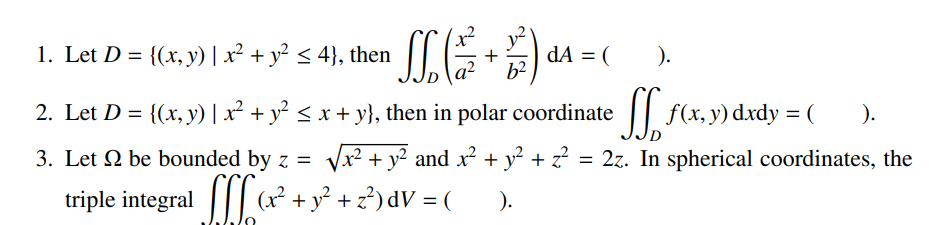 1. Let D = {(x, y) | x² + y² ≤ 4}, then ∬_D (x²/a² + y²/b²) dA = ( ).
2. Let D = {(x, y) | x² + y² ≤ x + y}, then in polar coordinate ∬_D f(x, y) dxdy = ( ).
3. Let Ω be bounded by z = √(x² + y²) and x² + y² + z² = 2z. In spherical coordinates, the
triple integral ∭_Ω (x² + y² + z²) dV = ( ).